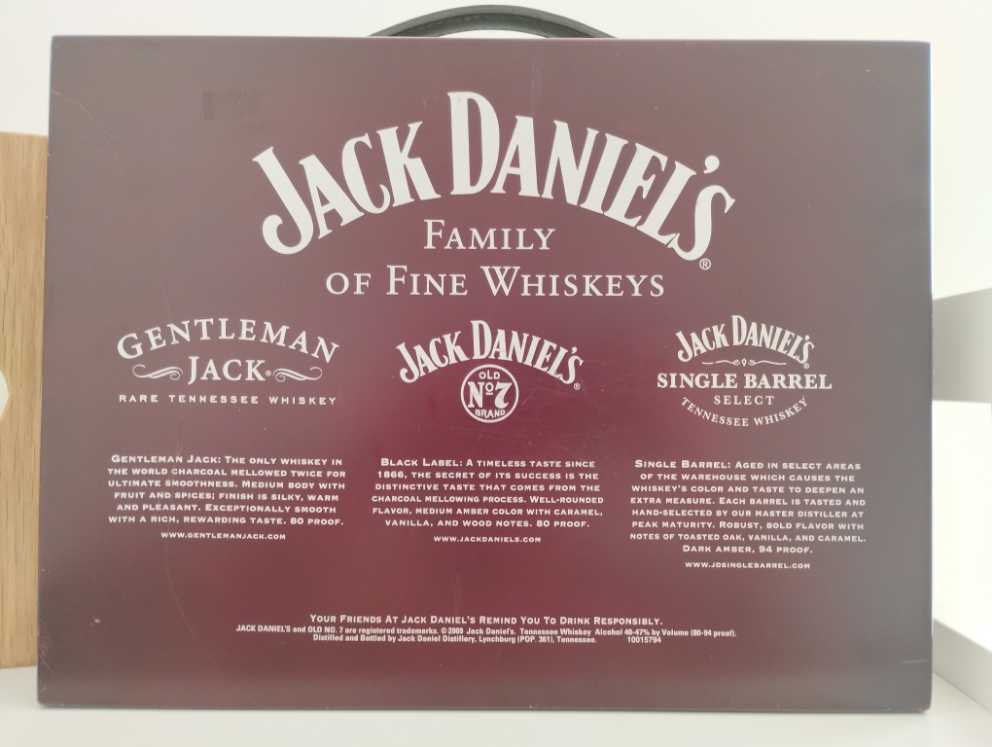 JACK DANIEL'S®
FAMILY
OF FINE WHISKEYS
GENTLEMAN
JACK®
RARE TENNESSEE WHISKEY
GENTLEMAN JACK: THE ONLY WHISKEY IN
THE WORLD CHARCOAL MELLOWED TWICE FOR
ULTIMATE SMOOTHNESS. MEDIUM BODY WITH
FRUIT AND SPICES; FINISH IS SILKY, WARM
AND PLEASANT. EXCEPTIONALLY SMOOTH
WITH A RICH, REWARDING TASTE. 80 PROOF.
WWW.GENTLEMANJACK.COM
JACK DANIEL'S®
OLD
Nº7
BRAND
BLACK LABEL: A TIMELESS TASTE SINCE
1866, THE SECRET OF ITS SUCCESS IS THE
DISTINCTIVE TASTE THAT COMES FROM THE
CHARCOAL MELLOWING PROCESS. WELL-ROUNDED
FLAVOR, MEDIUM AMBER COLOR WITH CARAMEL,
VANILLA, AND WOOD NOTES. 80 PROOF.
WWW.JACKDANIELS.COM
JACK DANIEL'S®
SINGLE BARREL
SELECT
TENNESSEE WHISKEY
SINGLE BARREL: AGED IN SELECT AREAS
OF THE WAREHOUSE WHICH CAUSES THE
WHISKEY'S COLOR AND TASTE TO DEEPEN AN
EXTRA MEASURE. EACH BARREL IS TASTED AND
HAND-SELECTED BY OUR MASTER DISTILLER AT
PEAK MATURITY. ROBUST, BOLD FLAVOR WITH
NOTES OF TOASTED OAK, VANILLA, AND CARAMEL.
DARK AMBER, 94 PROOF.
WWW.JDSINGLEBARREL.COM
YOUR FRIENDS AT JACK DANIEL'S REMIND YOU TO DRINK RESPONSIBLY.
JACK DANIEL'S and OLD NO. 7 are registered trademarks. ©2009 Jack Daniel's. Tennessee Whiskey Alcohol 40-47% by Volume (80-94 proof).
Distilled and Bottled by Jack Daniel Distillery, Lynchburg (POP. 361), Tennessee. 10015794